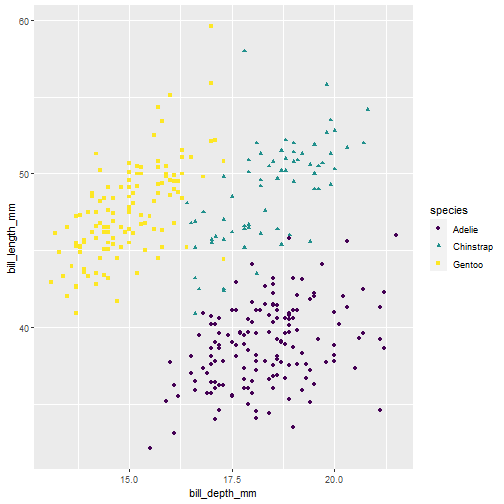 60
50
40
bill_length_mm
15.0
17.5
20.0
bill_depth_mm
species
Adelie
Chinstrap
Gentoo